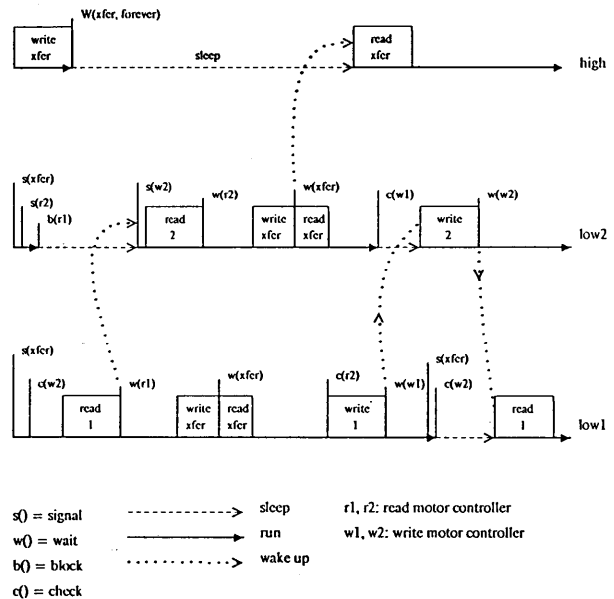 W(xfer, forever)
write
xfer
sleep
read
xfer
high
s(xfer)
s(r2)
b(r1)
s(w2)
read
2
w(r2)
write
xfer
w(xfer)
read
xfer
c(w1)
write
2
w(w2)
low2
s(xfer)
c(w2)
read
1
w(r1)
write
xfer
w(xfer)
read
xfer
c(r2)
write
1
w(w1)
s(xfer)
c(w2)
read
1
low1
s() = signal
w() = wait
b() = block
c() = check
sleep
run
wake up
r1, r2: read motor controller
w1, w2: write motor controller